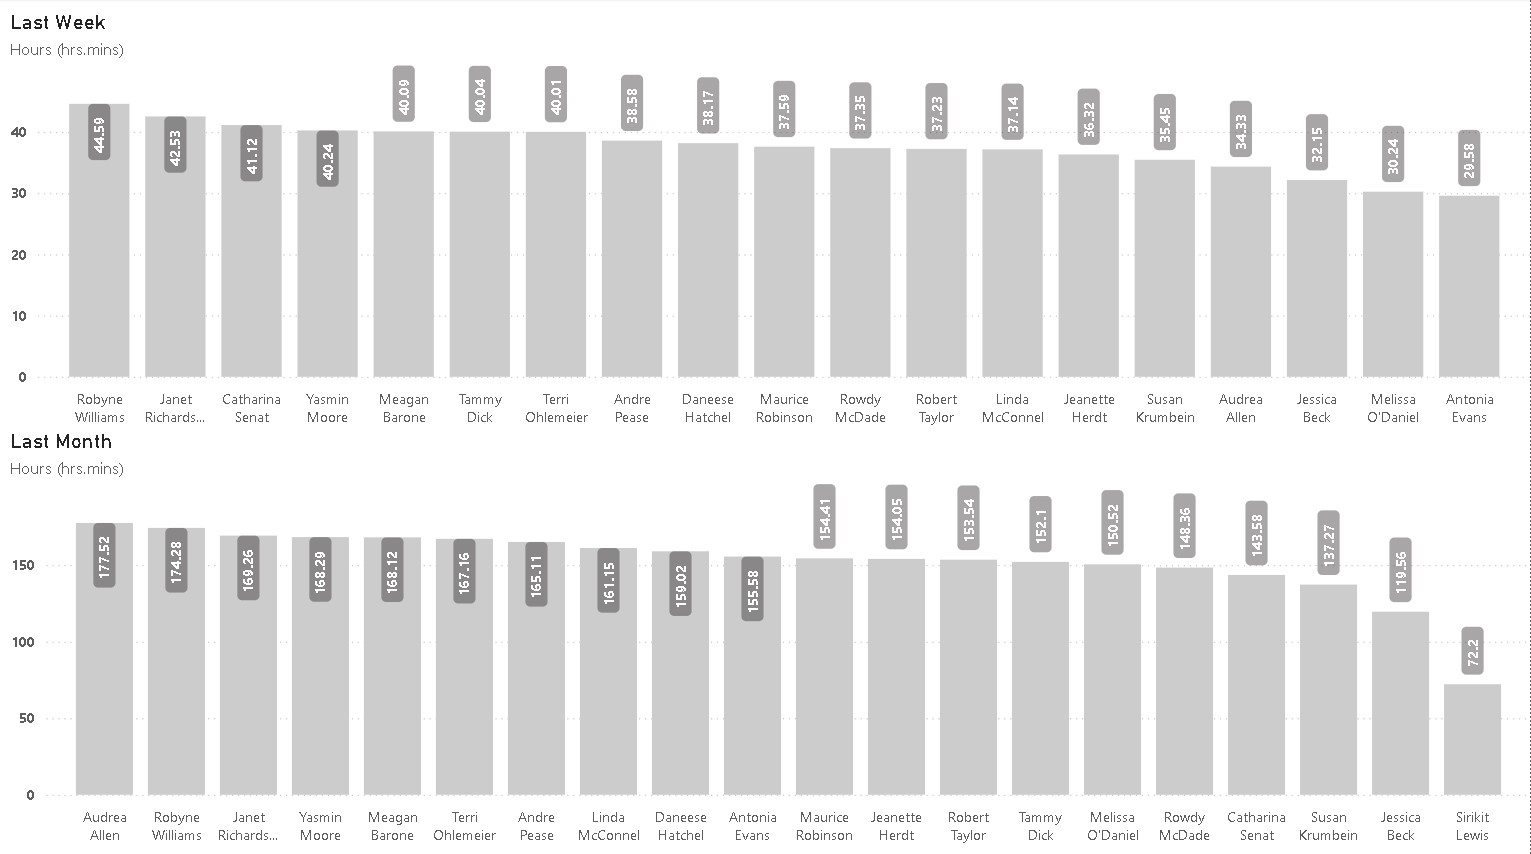 Last Week
Hours (hrs.mins)
40
30
20
10
0
44.59
42.53
41.12
40.24
40.09
40.04
40.01
38.58
38.17
37.59
37.35
37.23
37.14
36.32
35.45
34.33
32.15
30.24
29.58
Robyne Williams
Janet Richards...
Catharina Senat
Yasmin Moore
Meagan Barone
Tammy Dick
Terri Ohlemeier
Andre Pease
Daneese Hatchel
Maurice Robinson
Rowdy McDade
Robert Taylor
Linda McConnel
Jeanette Herdt
Susan Krumbein
Audrea Allen
Jessica Beck
Melissa O'Daniel
Antonia Evans
Last Month
Hours (hrs.mins)
150
100
50
0
177.52
174.28
169.26
168.29
168.12
167.16
165.11
161.15
159.02
155.58
154.41
154.05
153.54
152.1
150.52
148.36
143.58
137.27
119.56
72.2
Audrea Allen
Robyne Williams
Janet Richards...
Yasmin Moore
Meagan Barone
Terri Ohlemeier
Andre Pease
Linda McConnel
Daneese Hatchel
Antonia Evans
Maurice Robinson
Jeanette Herdt
Robert Taylor
Tammy Dick
Melissa O'Daniel
Rowdy McDade
Catharina Senat
Susan Krumbein
Jessica Beck
Sirikit Lewis